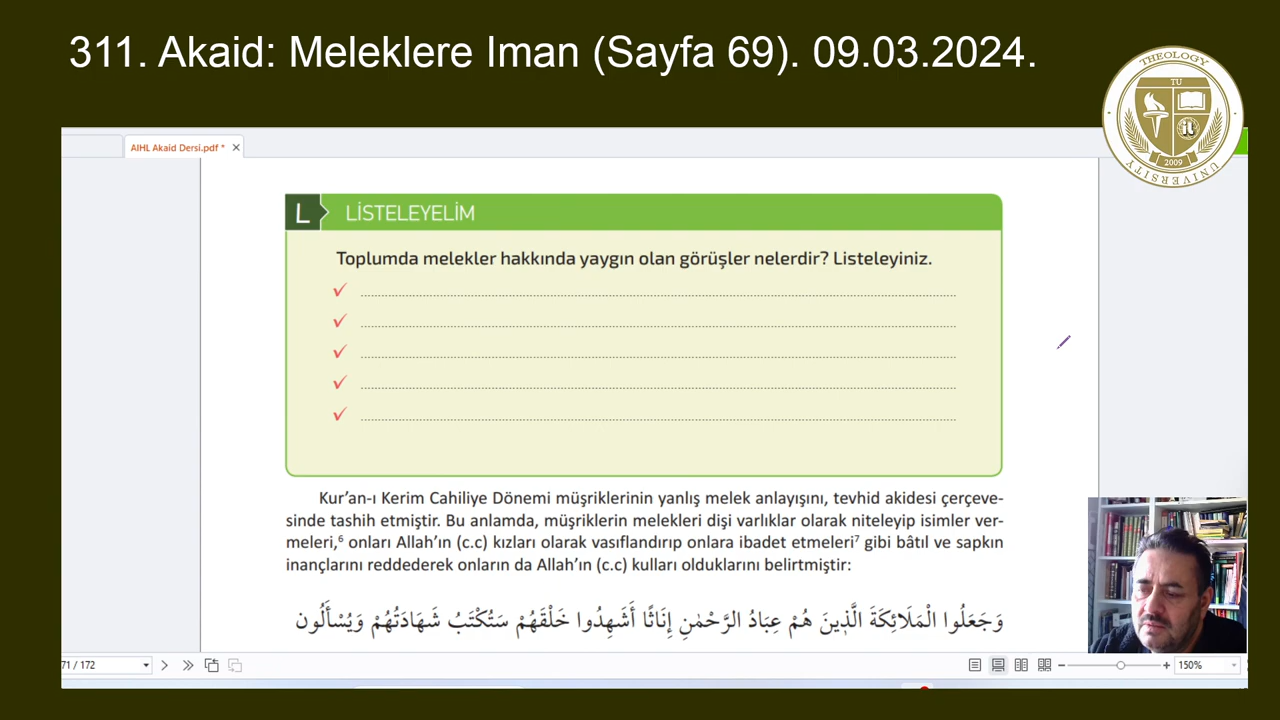 311. Akaid: Meleklere Iman (Sayfa 69). 09.03.2024.
THEOLOGY
TU
2009
UNIVERSITY
AIHL Akaid Dersi.pdf *
L
LİSTELEYELİM
Toplumda melekler hakkında yaygın olan görüşler nelerdir? Listeleyiniz.
Kur’an-ı Kerim Cahiliye Dönemi müşriklerinin yanlış melek anlayışını, tevhid akidesi çerçeve-
sinde tashih etmiştir. Bu anlamda, müşriklerin melekleri dişi varlıklar olarak niteleyip isimler ver-
meleri,⁶ onları Allah’ın (c.c) kızları olarak vasıflandırıp onlara ibadet etmeleri⁷ gibi bâtıl ve sapkın
inançlarını reddederek onların da Allah’ın (c.c) kulları olduklarını belirtmiştir:
وَجَعَلُوا الْمَلَائِكَةَ الَّذ۪ينَ هُمْ عِبَادُ الرَّحْمٰنِ إِنَاثًا أَشَهِدُوا خَلْقَهُمْ سَتُكْتَبُ شَهَادَتُهُمْ وَيُسْأَلُون
71 / 172
150%